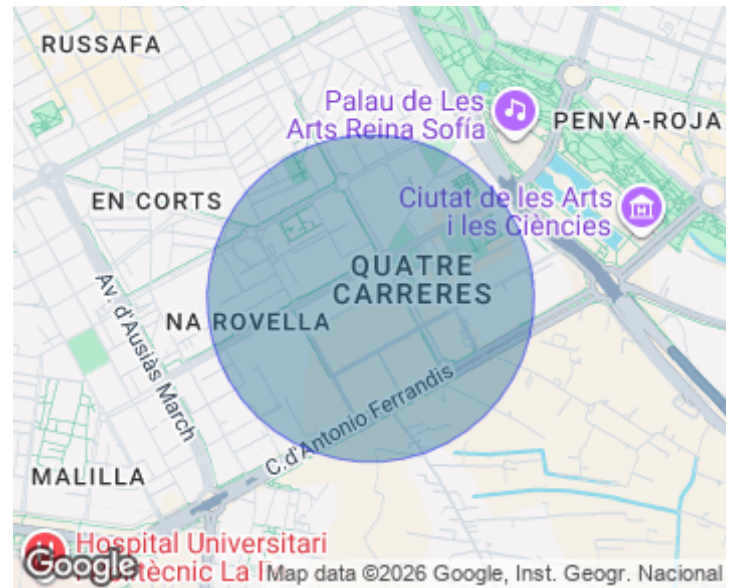 RUSSAFA
Palau de Les
Arts Reina Sofía
PENYA-ROJA
EN CORTS
Ciutat de les Arts
i les Ciències
QUATRE
CARRERES
NA ROVELLA
Av. d'Ausiàs March
C.d'Antonio Ferrandis
MALILLA
Hospital Universitari
La
Google
Map data ©2026 Google, Inst. Geogr. Nacional